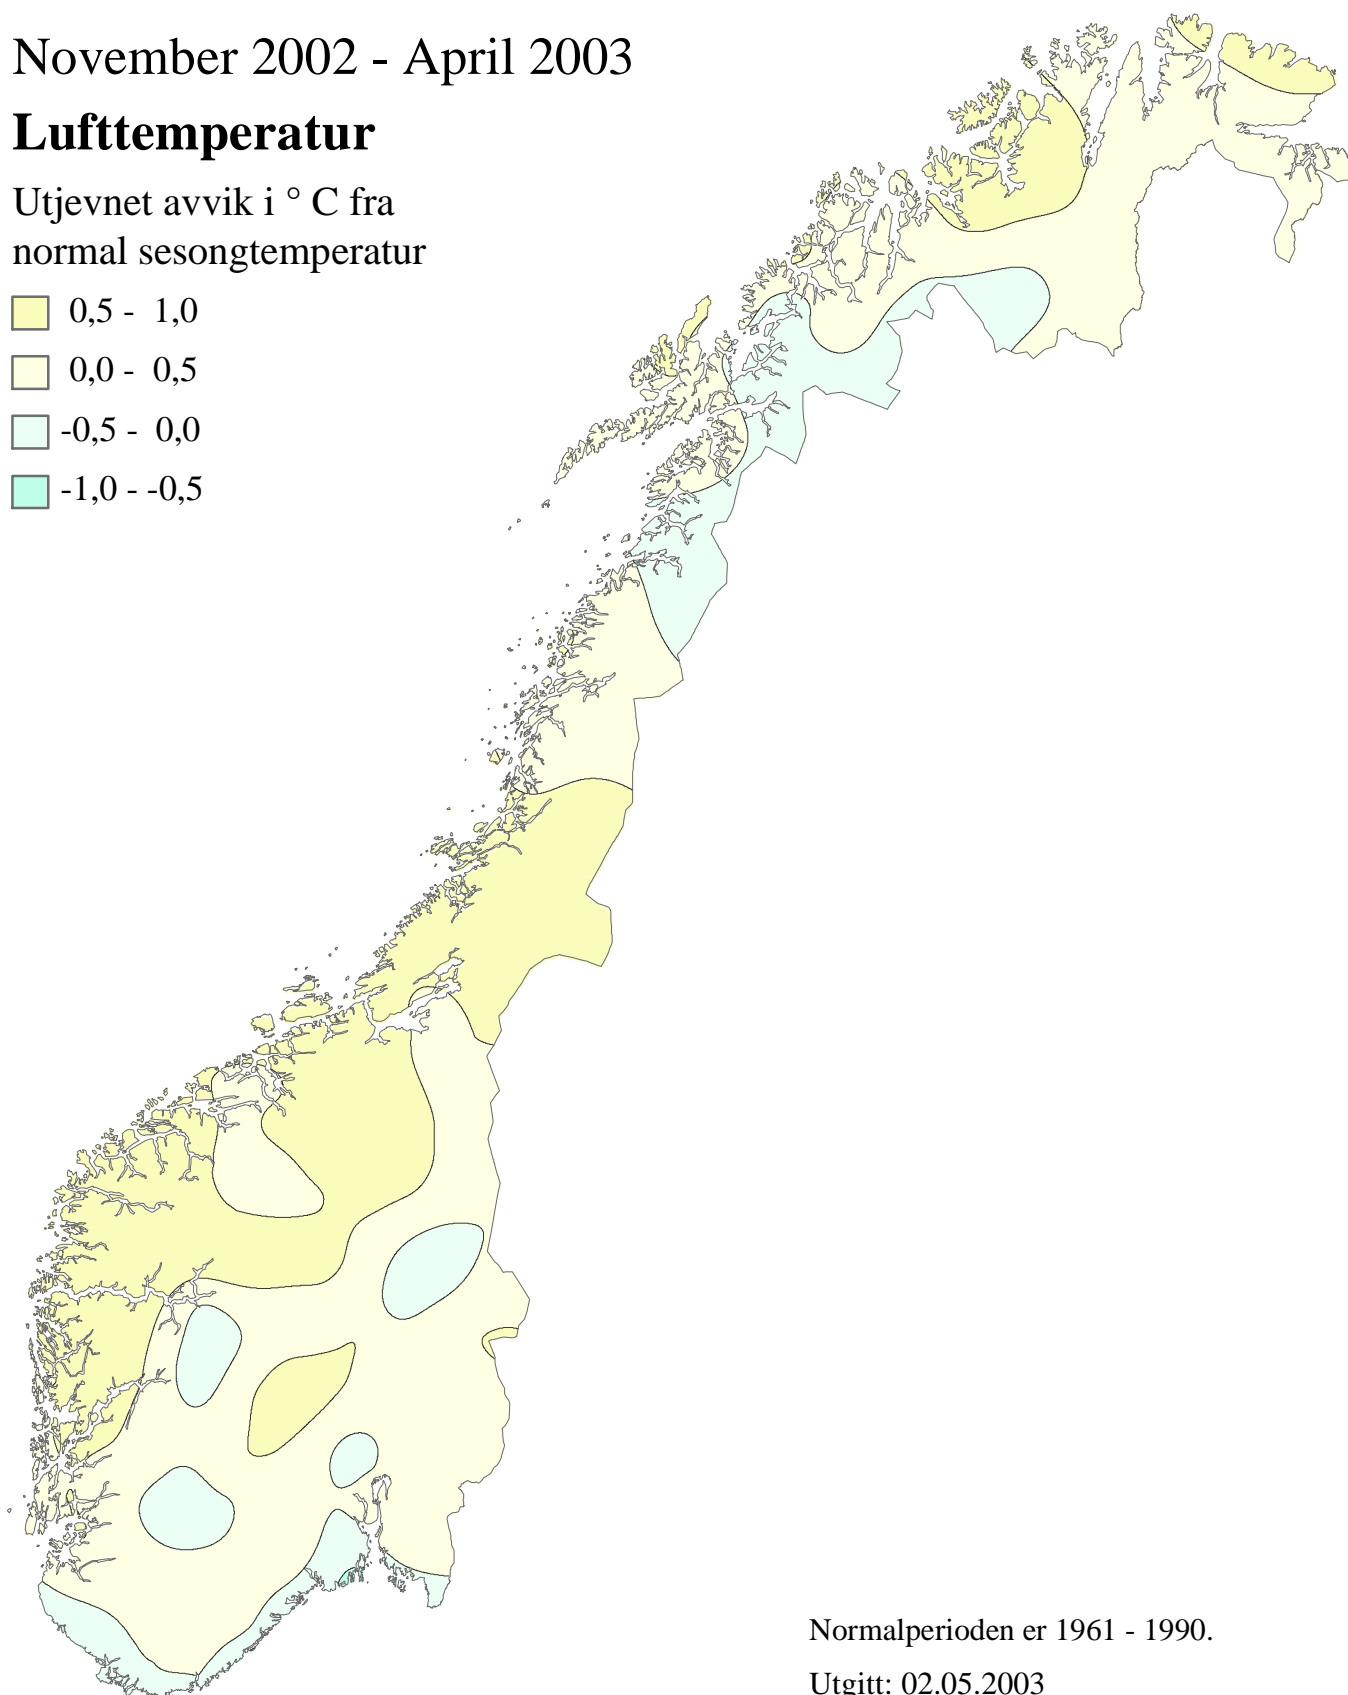 November 2002 - April 2003
Lufttemperatur
Utjevnet avvik i ° C fra
normal sesongtemperatur
0,5 - 1,0
0,0 - 0,5
-0,5 - 0,0
-1,0 - -0,5
Normalperioden er 1961 - 1990.
Utgitt: 02.05.2003